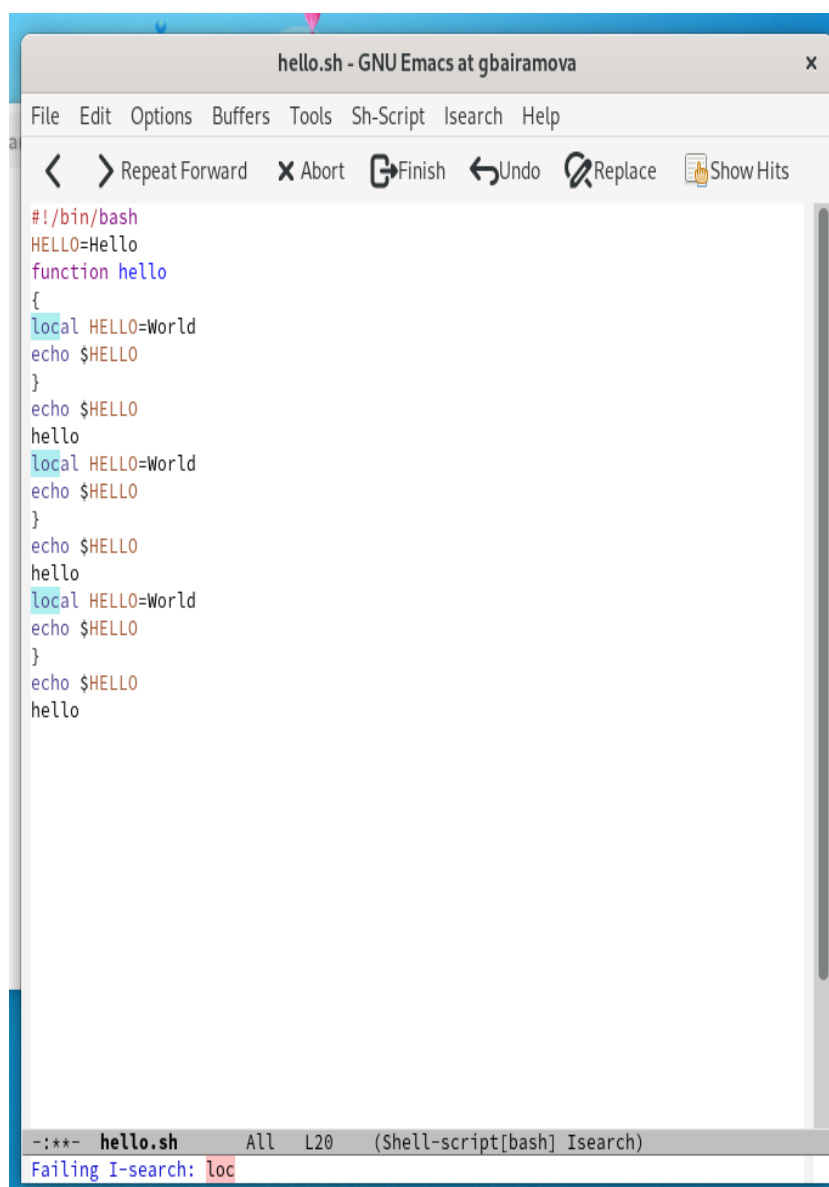 hello.sh - GNU Emacs at gbairamova x
File Edit Options Buffers Tools Sh-Script Isearch Help
Repeat Forward Abort Finish Undo Replace Show Hits
#!/bin/bash
HELLO=Hello
function hello
{
local HELLO=World
echo $HELLO
}
echo $HELLO
hello
local HELLO=World
echo $HELLO
}
echo $HELLO
hello
local HELLO=World
echo $HELLO
}
echo $HELLO
hello
-:**- hello.sh All L20 (Shell-script[bash] Isearch)
Failing I-search: loc